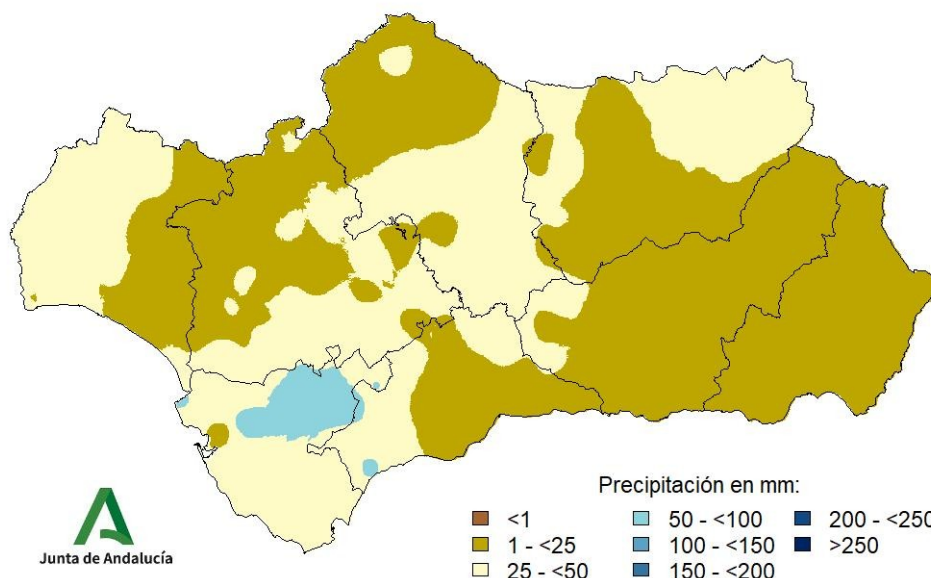 Precipitación en mm:
<1
50 - <100
200 - <250
1 - <25
100 - <150
>250
25 - <50
150 - <200
Junta de Andalucía